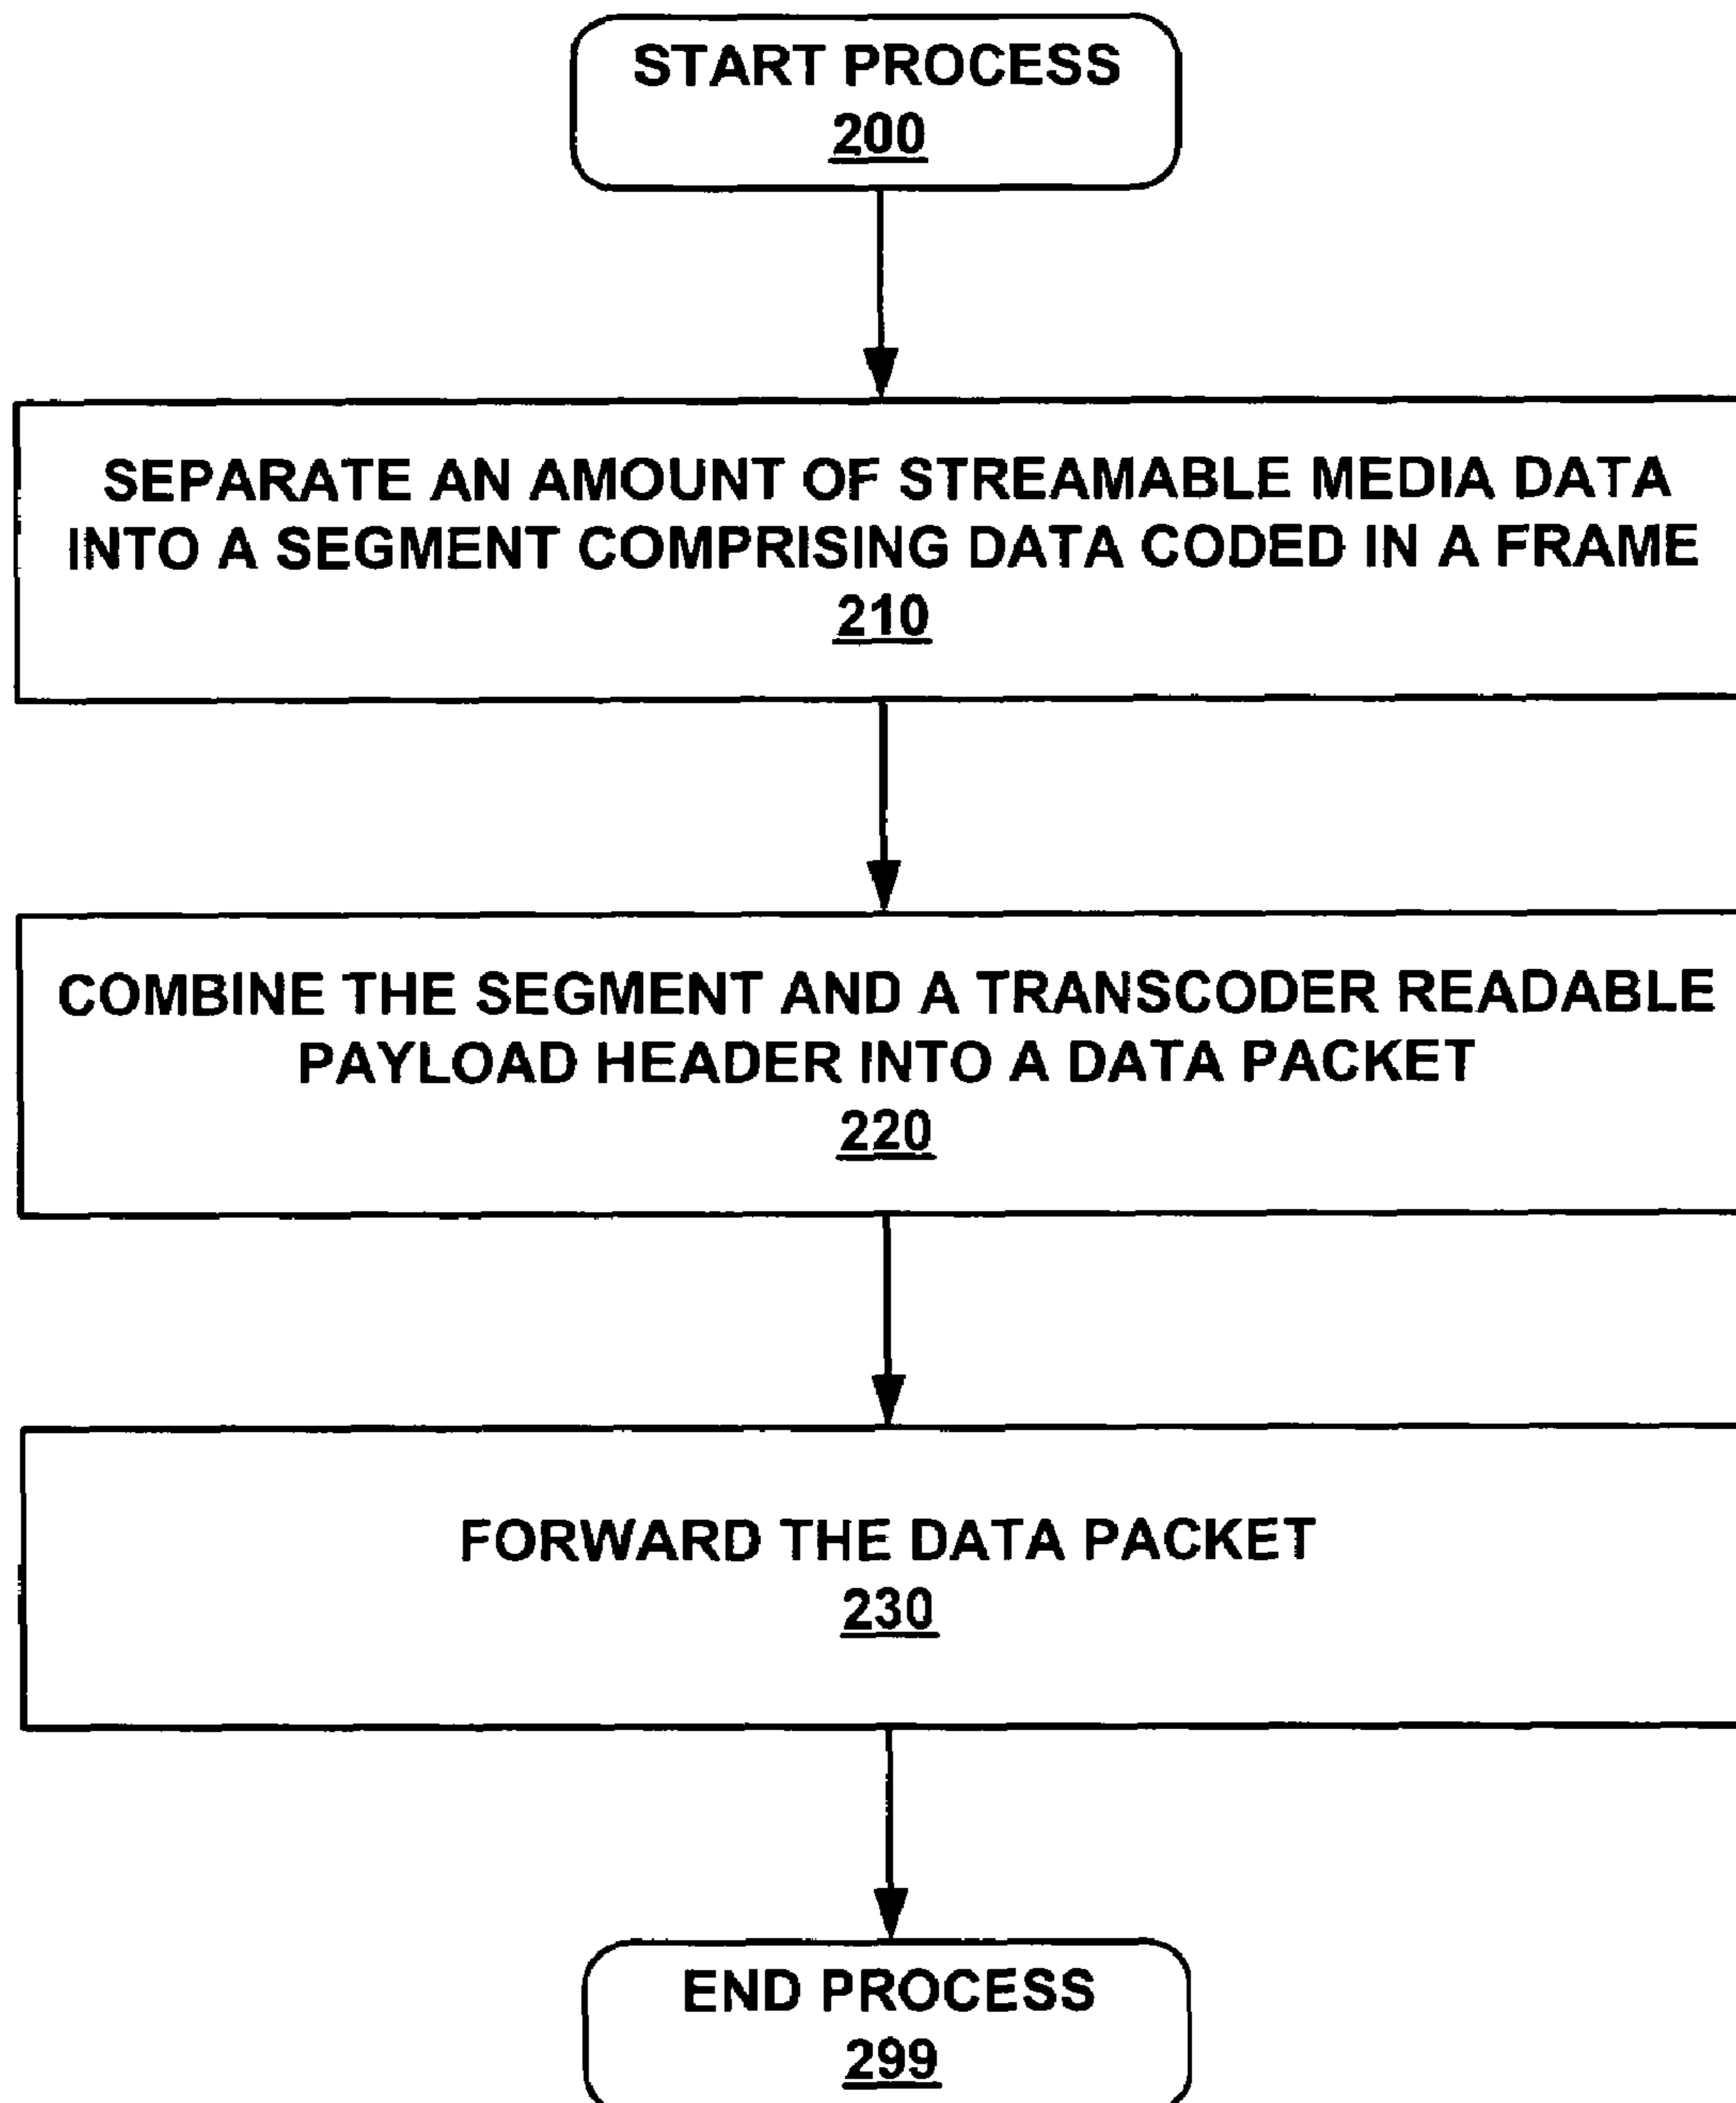 START PROCESS
200
SEPARATE AN AMOUNT OF STREAMABLE MEDIA DATA
INTO A SEGMENT COMPRISING DATA CODED IN A FRAME
210
COMBINE THE SEGMENT AND A TRANSCODER READABLE
PAYLOAD HEADER INTO A DATA PACKET
220
FORWARD THE DATA PACKET
230
END PROCESS
299